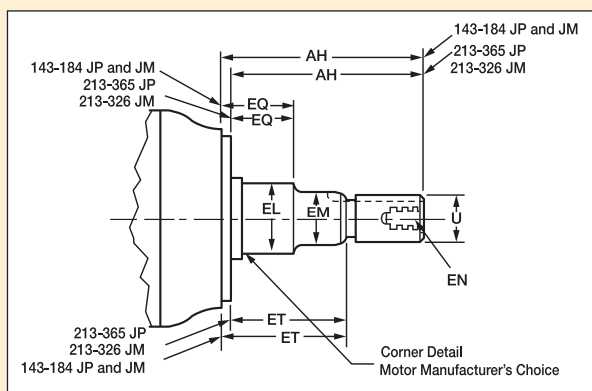 143-184 JP and JM
AH
213-365 JP
213-326 JM
AH
143-184 JP and JM
213-365 JP
213-326 JM
EQ
EQ
EL
EM
U
EN
ET
213-365 JP
213-326 JM
ET
143-184 JP and JM
Corner Detail
Motor Manufacturer's Choice